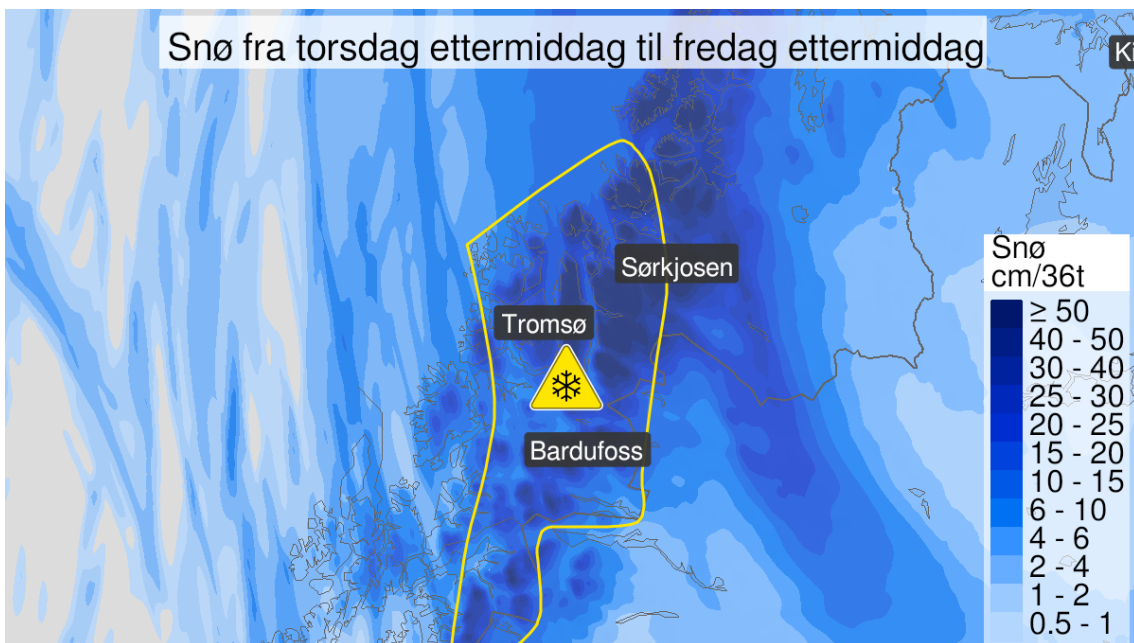 Snø fra torsdag ettermiddag til fredag ettermiddag
Sørkjosen
Tromsø
Bardufoss
Snø
cm/36t
≥ 50
40 - 50
30 - 40
25 - 30
20 - 25
15 - 20
10 - 15
6 - 10
4 - 6
2 - 4
1 - 2
0.5 - 1